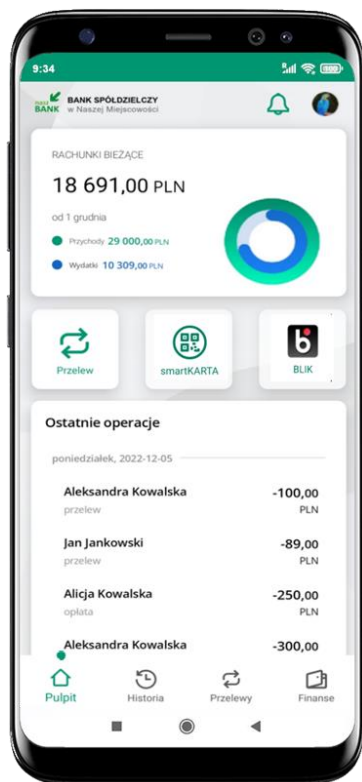 9:34
nasz BANK BANK SPÓŁDZIELCZY
w Naszej Miejscowości
RACHUNKI BIEŻĄCE
18 691,00 PLN
od 1 grudnia
Przychody 29 000,00 PLN
Wydatki 10 309,00 PLN
Przelew smartKARTA BLIK
Ostatnie operacje
poniedziałek, 2022-12-05
Aleksandra Kowalska -100,00
przelew PLN
Jan Jankowski -89,00
przelew PLN
Alicja Kowalska -250,00
opłata PLN
Aleksandra Kowalska -300,00
Pulpit Historia Przelewy Finanse